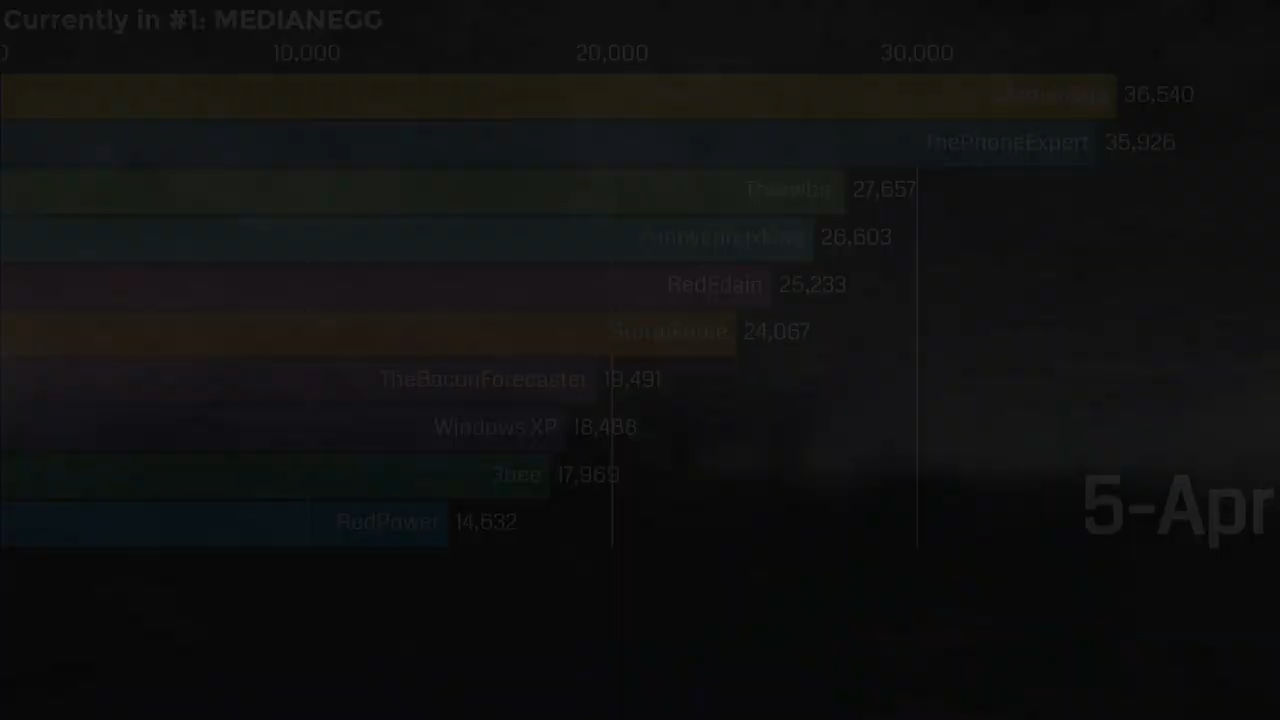 Currently in #1: MEDIANEGG
0 10,000 20,000 30,000
36,540
ThePhoneExpert 35,926
27,657
26,603
RedEdain 25,233
24,067
TheBaconForecaster 19,491
Windows XP 18,488
3bee 17,969
RedPower 14,632
5-Apr